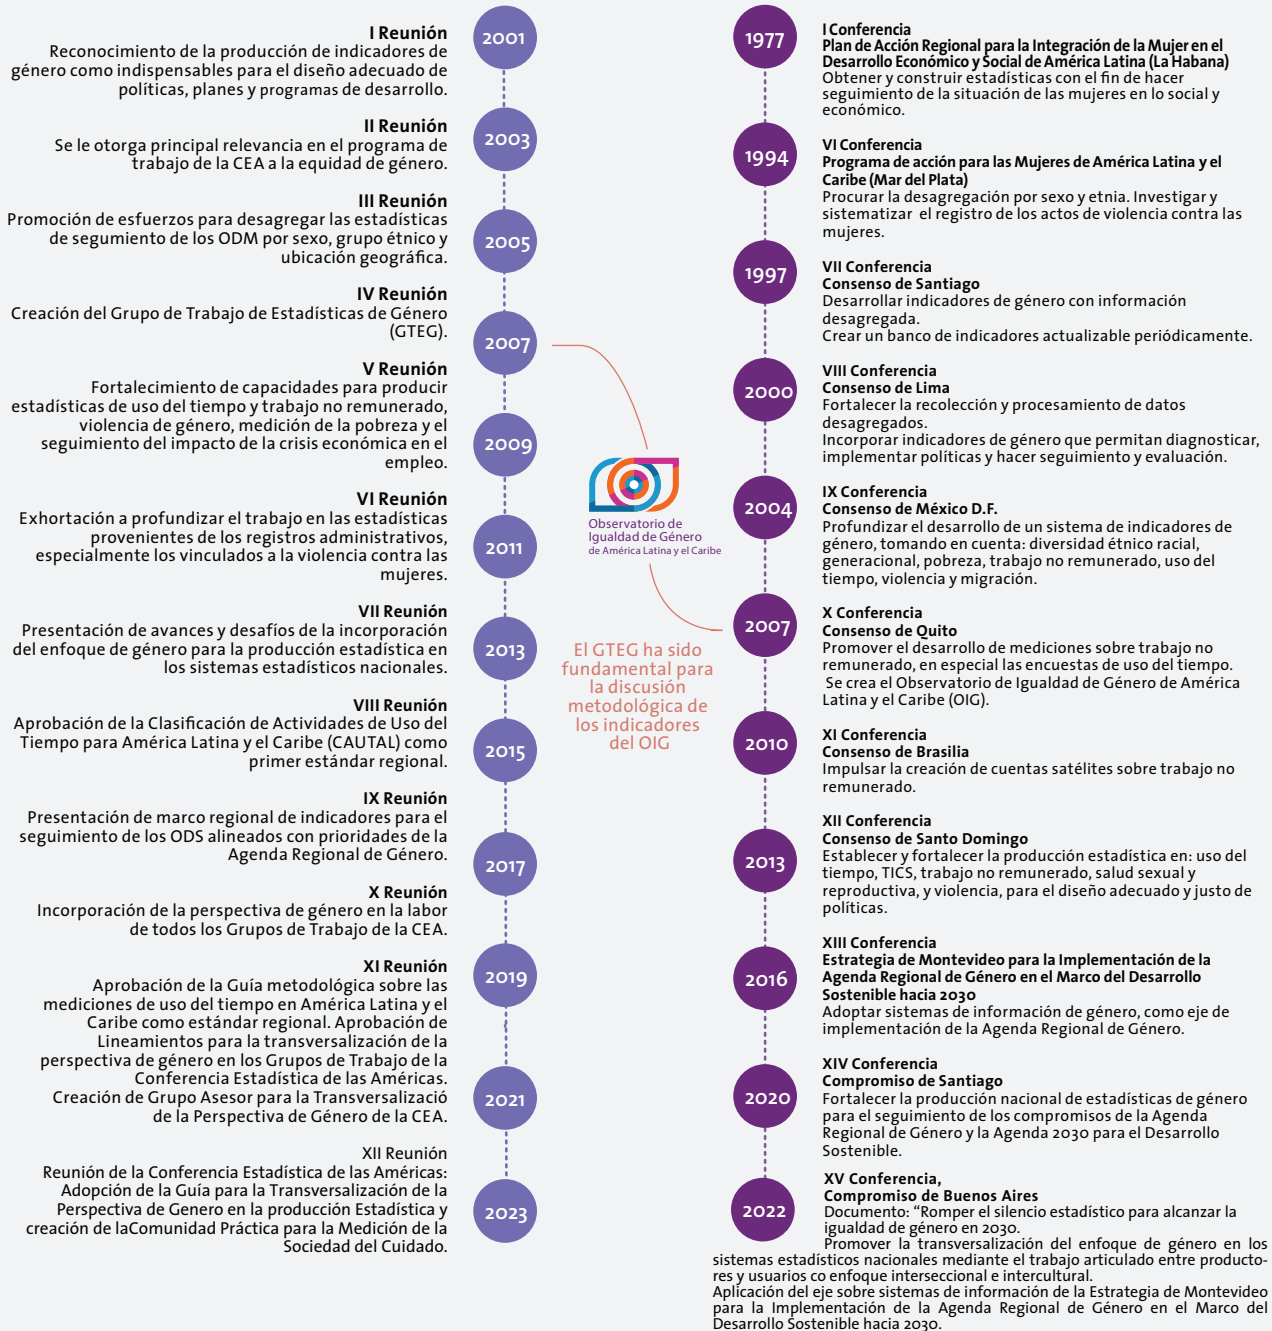 I Reunión
Reconocimiento de la producción de indicadores de
género como indispensables para el diseño adecuado de
políticas, planes y programas de desarrollo.
2001
II Reunión
Se le otorga principal relevancia en el programa de
trabajo de la CEA a la equidad de género.
2003
III Reunión
Promoción de esfuerzos para desagregar las estadísticas
de segumiento de los ODM por sexo, grupo étnico y
ubicación geográfica.
2005
IV Reunión
Creación del Grupo de Trabajo de Estadísticas de Género
(GTEG).
2007
V Reunión
Fortalecimiento de capacidades para producir
estadísticas de uso del tiempo y trabajo no remunerado,
violencia de género, medición de la pobreza y el
seguimiento del impacto de la crisis económica en el
empleo.
2009
VI Reunión
Exhortación a profundizar el trabajo en las estadísticas
provenientes de los registros administrativos,
especialmente los vinculados a la violencia contra las
mujeres.
2011
VII Reunión
Presentación de avances y desafíos de la incorporación
del enfoque de género para la producción estadística en
los sistemas estadísticos nacionales.
2013
VIII Reunión
Aprobación de la Clasificación de Actividades de Uso del
Tiempo para América Latina y el Caribe (CAUTAL) como
primer estándar regional.
2015
IX Reunión
Presentación de marco regional de indicadores para el
seguimiento de los ODS alineados con prioridades de la
Agenda Regional de Género.
2017
X Reunión
Incorporación de la perspectiva de género en la labor
de todos los Grupos de Trabajo de la CEA.
2019
XI Reunión
Aprobación de la Guía metodológica sobre las
mediciones de uso del tiempo en América Latina y el
Caribe como estándar regional. Aprobación de
Lineamientos para la transversalización de la
perspectiva de género en los Grupos de Trabajo de la
Conferencia Estadística de las Américas.
Creación de Grupo Asesor para la Transversalizació
de la Perspectiva de Género de la CEA.
2021
XII Reunión
Reunión de la Conferencia Estadística de las Américas:
Adopción de la Guía para la Transversalización de la
Perspectiva de Genero en la producción Estadística y
creación de laComunidad Práctica para la Medición de la
Sociedad del Cuidado.
2023
Observatorio de
Igualdad de Género
de América Latina y el Caribe
El GTEG ha sido
fundamental para
la discusión
metodológica de
los indicadores
del OIG
1977
I Conferencia
Plan de Acción Regional para la Integración de la Mujer en el
Desarrollo Económico y Social de América Latina (La Habana)
Obtener y construir estadísticas con el fin de hacer
seguimiento de la situación de las mujeres en lo social y
económico.
1994
VI Conferencia
Programa de acción para las Mujeres de América Latina y el
Caribe (Mar del Plata)
Procurar la desagregación por sexo y etnia. Investigar y
sistematizar el registro de los actos de violencia contra las
mujeres.
1997
VII Conferencia
Consenso de Santiago
Desarrollar indicadores de género con información
desagregada.
Crear un banco de indicadores actualizable periódicamente.
2000
VIII Conferencia
Consenso de Lima
Fortalecer la recolección y procesamiento de datos
desagregados.
Incorporar indicadores de género que permitan diagnosticar,
implementar políticas y hacer seguimiento y evaluación.
2004
IX Conferencia
Consenso de México D.F.
Profundizar el desarrollo de un sistema de indicadores de
género, tomando en cuenta: diversidad étnico racial,
generacional, pobreza, trabajo no remunerado, uso del
tiempo, violencia y migración.
2007
X Conferencia
Consenso de Quito
Promover el desarrollo de mediciones sobre trabajo no
remunerado, en especial las encuestas de uso del tiempo.
Se crea el Observatorio de Igualdad de Género de América
Latina y el Caribe (OIG).
2010
XI Conferencia
Consenso de Brasilia
Impulsar la creación de cuentas satélites sobre trabajo no
remunerado.
2013
XII Conferencia
Consenso de Santo Domingo
Establecer y fortalecer la producción estadística en: uso del
tiempo, TICS, trabajo no remunerado, salud sexual y
reproductiva, y violencia, para el diseño adecuado y justo de
políticas.
2016
XIII Conferencia
Estrategia de Montevideo para la Implementación de la
Agenda Regional de Género en el Marco del Desarrollo
Sostenible hacia 2030
Adoptar sistemas de información de género, como eje de
implementación de la Agenda Regional de Género.
2020
XIV Conferencia
Compromiso de Santiago
Fortalecer la producción nacional de estadísticas de género
para el seguimiento de los compromisos de la Agenda
Regional de Género y la Agenda 2030 para el Desarrollo
Sostenible.
2022
XV Conferencia,
Compromiso de Buenos Aires
Documento: “Romper el silencio estadístico para alcanzar la
igualdad de género en 2030.
Promover la transversalización del enfoque de género en los
sistemas estadísticos nacionales mediante el trabajo articulado entre producto-
res y usuarios co enfoque interseccional e intercultural.
Aplicación del eje sobre sistemas de información de la Estrategia de Montevideo
para la Implementación de la Agenda Regional de Género en el Marco del
Desarrollo Sostenible hacia 2030.